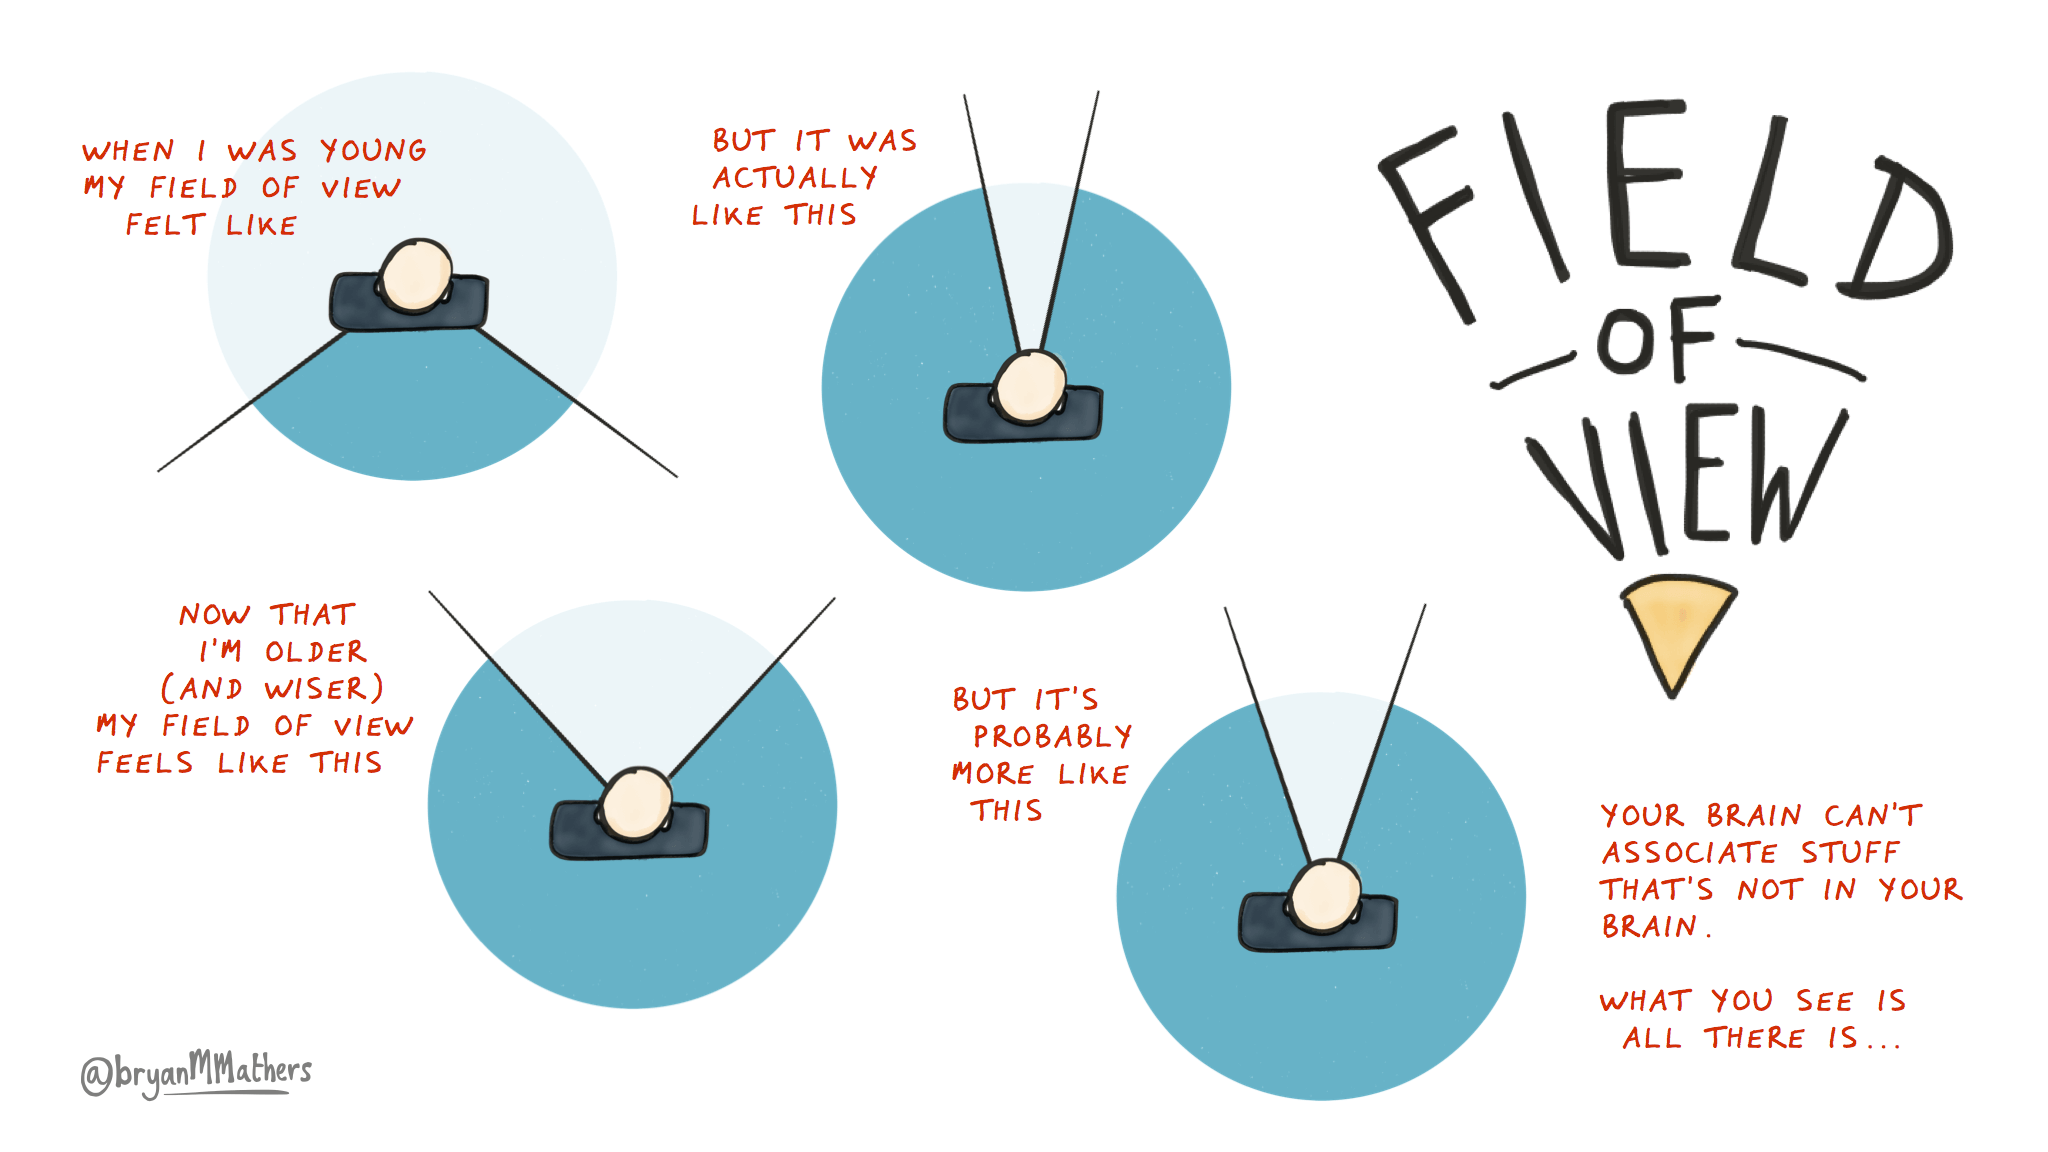 WHEN I WAS YOUNG
MY FIELD OF VIEW
FELT LIKE
BUT IT WAS
ACTUALLY
LIKE THIS
FIELD
OF
VIEW
NOW THAT
I'M OLDER
(AND WISER)
MY FIELD OF VIEW
FEELS LIKE THIS
BUT IT'S
PROBABLY
MORE LIKE
THIS
YOUR BRAIN CAN'T
ASSOCIATE STUFF
THAT'S NOT IN YOUR
BRAIN.
WHAT YOU SEE IS
ALL THERE IS...
@bryanMMathers